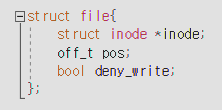 struct file{
    struct inode *inode;
    off_t pos;
    bool deny_write;
};